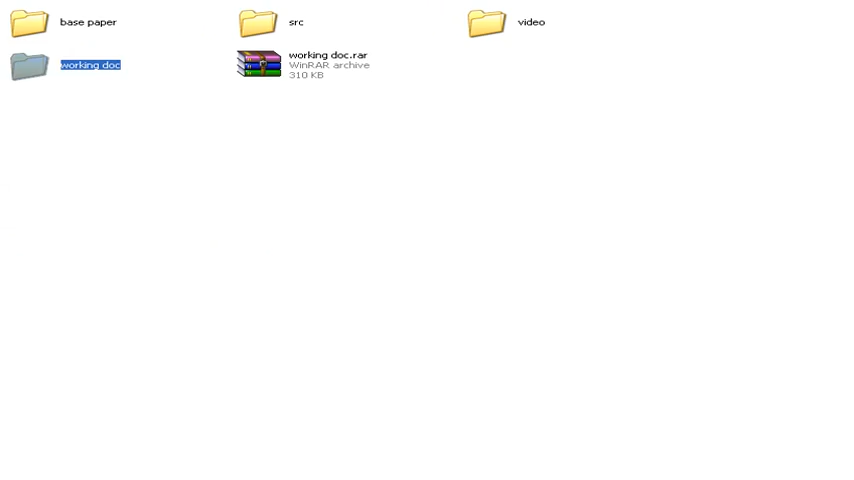 base paper
src
video
working doc
working doc.rar
WinRAR archive
310 KB